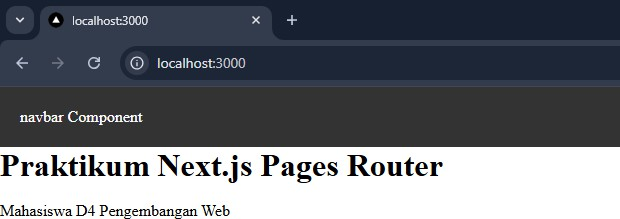 localhost:3000
localhost:3000
navbar Component
Praktikum Next.js Pages Router
Mahasiswa D4 Pengembangan Web